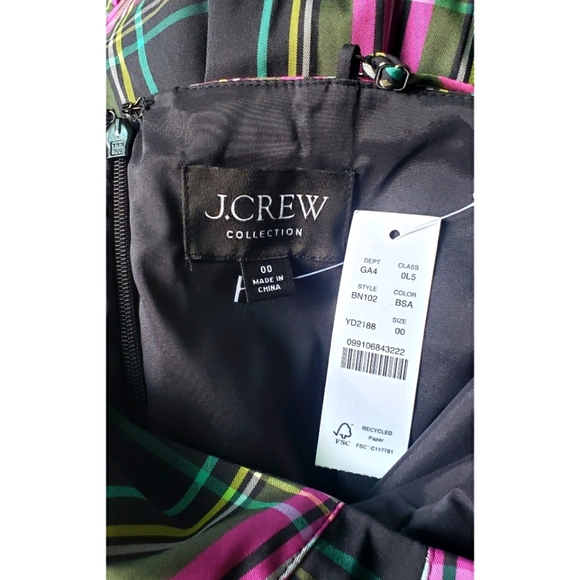 J.CREW
COLLECTION
00
MADE IN
CHINA
DEPT CLASS
GA4 0L5
STYLE COLOR
BN102 BSA
SIZE
YD2188 00
099106843222
FSC
RECYCLED
Paper
FSC® C117781